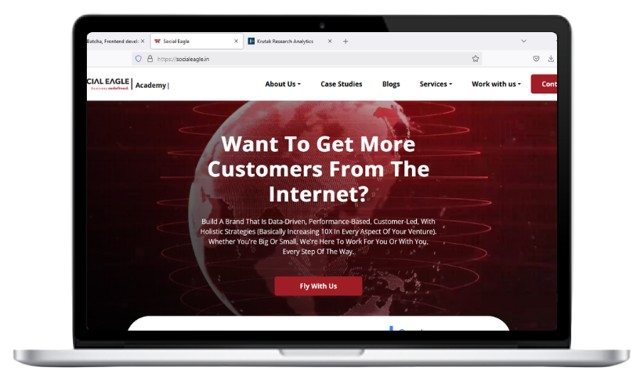 Batcha, Frontend devel
Social Eagle
Krutak Research Analytics
https://socialeagle.in
CIAL EAGLE
Academy
About Us
Case Studies
Blogs
Services
Work with us
Cont
Want To Get More
Customers From The
Internet?
Build A Brand That Is Data-Driven, Performance-Based, Customer-Led, With
Holistic Strategies (Basically Increasing 10X In Every Aspect Of Your Venture).
Whether You're Big Or Small, We're Here To Work For You Or With You,
Every Step Of The Way.
Fly With Us